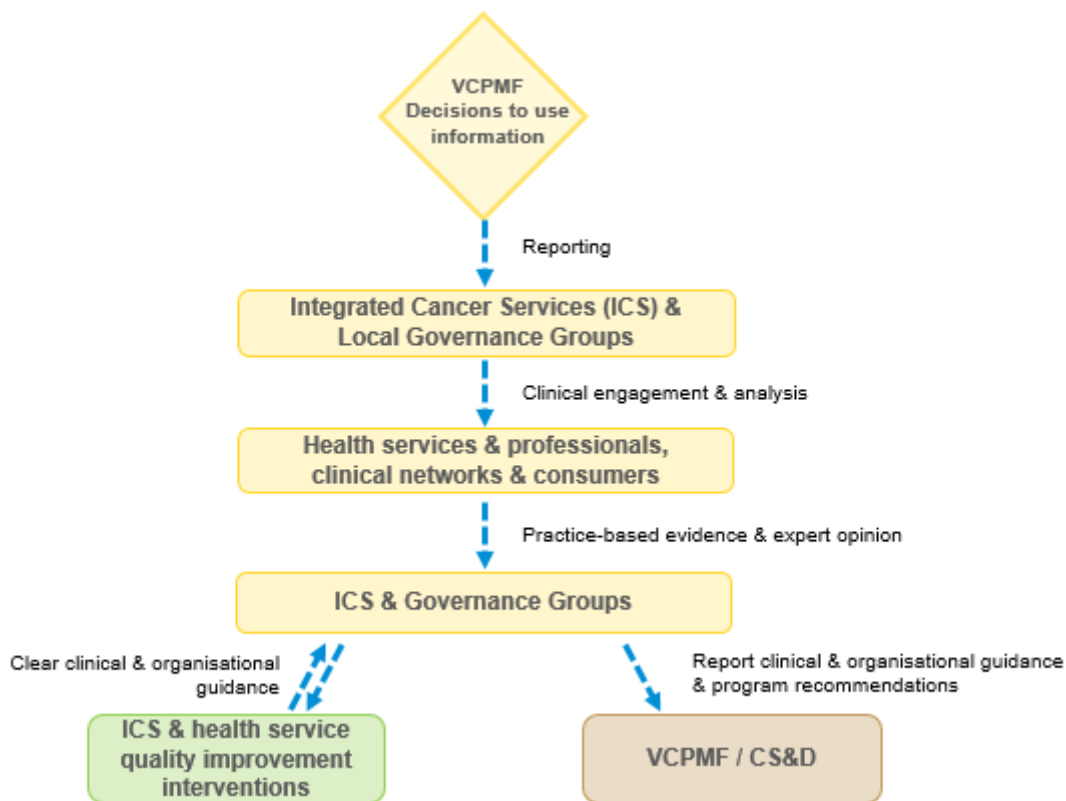 VCPMF
Decisions to use
information
Reporting
Integrated Cancer Services (ICS) &
Local Governance Groups
Clinical engagement & analysis
Health services & professionals,
clinical networks & consumers
Practice-based evidence & expert opinion
ICS & Governance Groups
Clear clinical & organisational
guidance
Report clinical & organisational guidance
& program recommendations
ICS & health service
quality improvement
interventions
VCPMF / CS&D